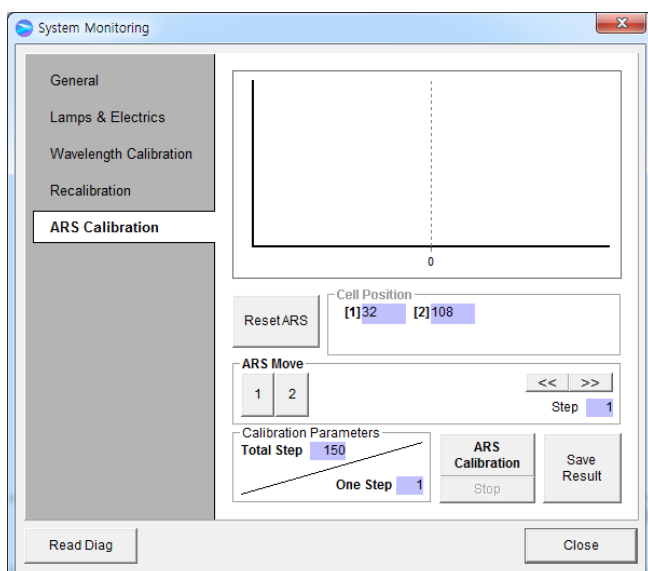 System Monitoring
General
Lamps & Electrics
Wavelength Calibration
Recalibration
ARS Calibration
0
Reset ARS
Cell Position
[1] 32 [2] 108
ARS Move
1 2
<< >>
Step 1
Calibration Parameters
Total Step 150
One Step 1
ARS
Calibration
Stop
Save
Result
Read Diag
Close